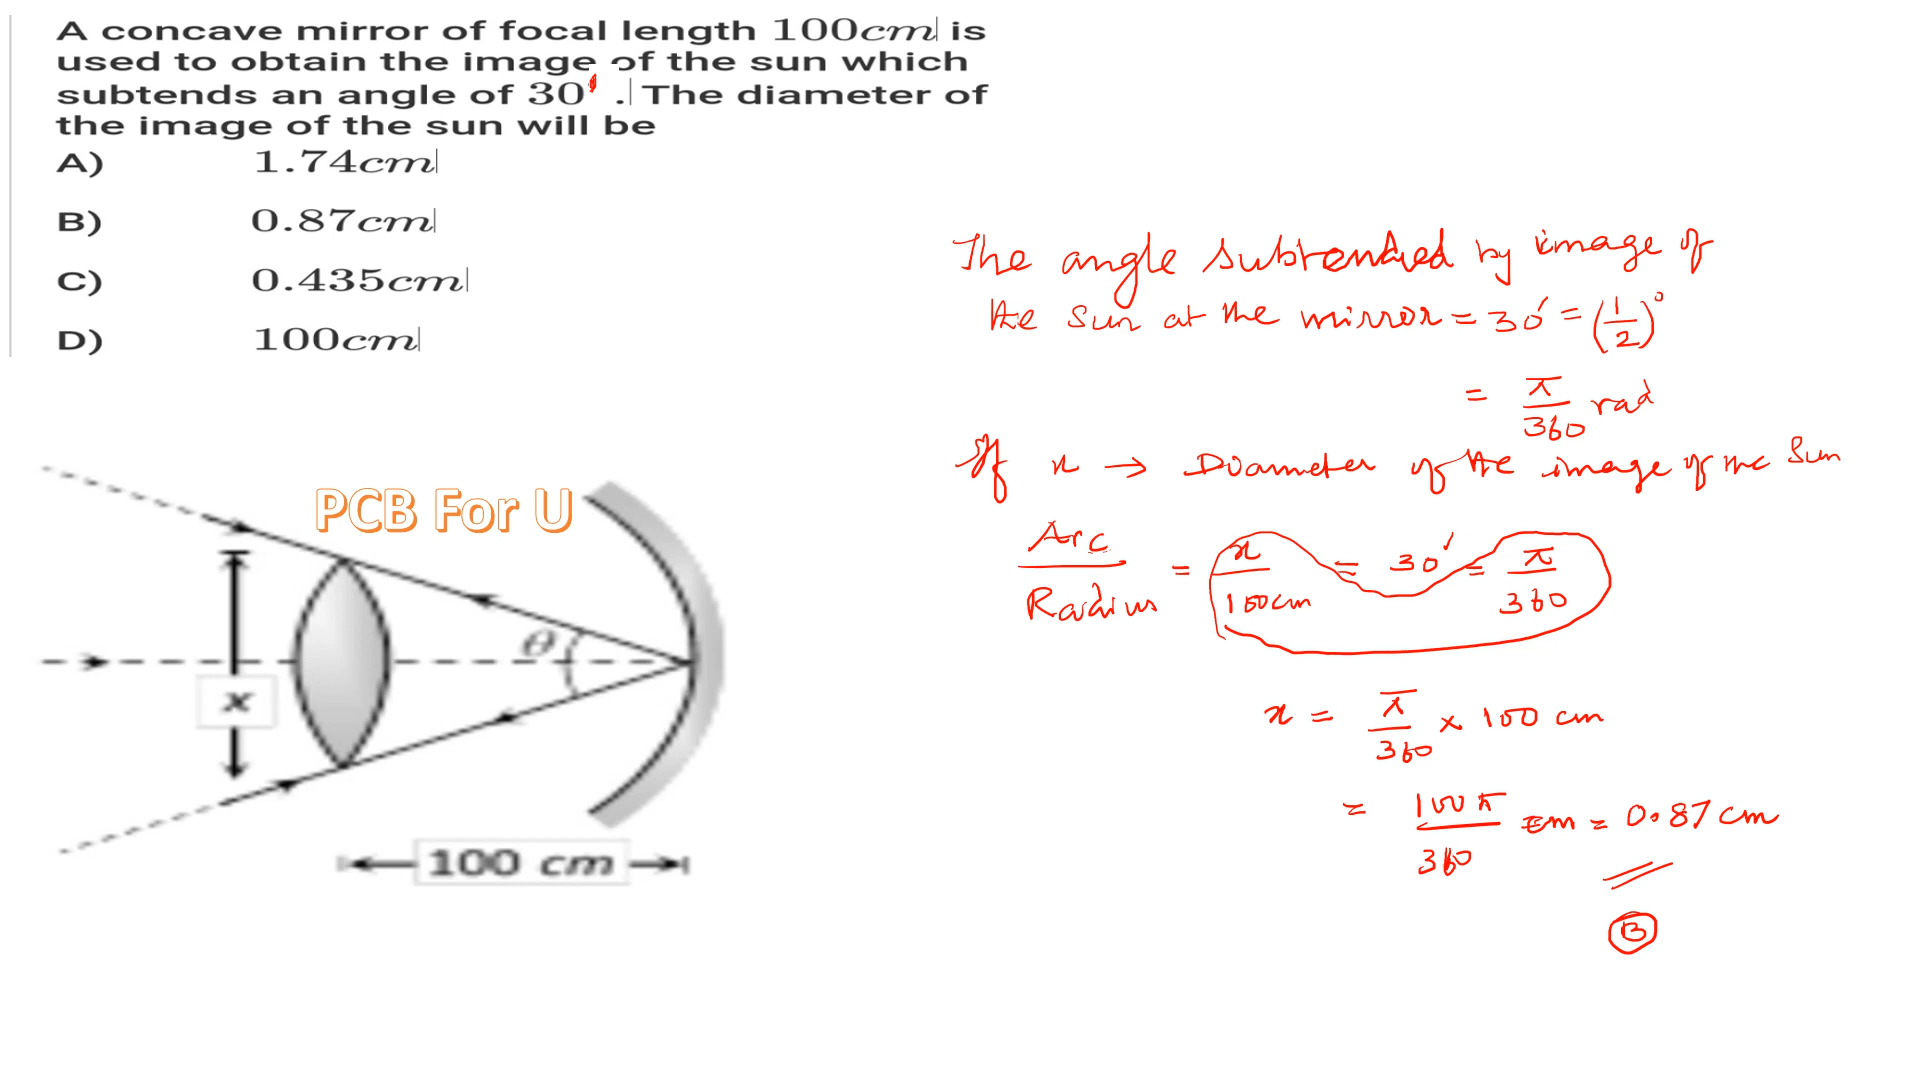 A concave mirror of focal length 100cm is
used to obtain the image of the sun which
subtends an angle of 30' . The diameter of
the image of the sun will be
A) 1.74cm
B) 0.87cm
C) 0.435cm
D) 100cm
The angle subtended by image of
the sun at the mirror = 30' = (1/2)°
= π/360 rad
If x → Diameter of the image of the Sun
Arc/Radius = x/100cm = 30' = π/360
x = π/360 × 100 cm
= 100π/360 cm = 0.87 cm
B
PCB For U
θ
x
100 cm